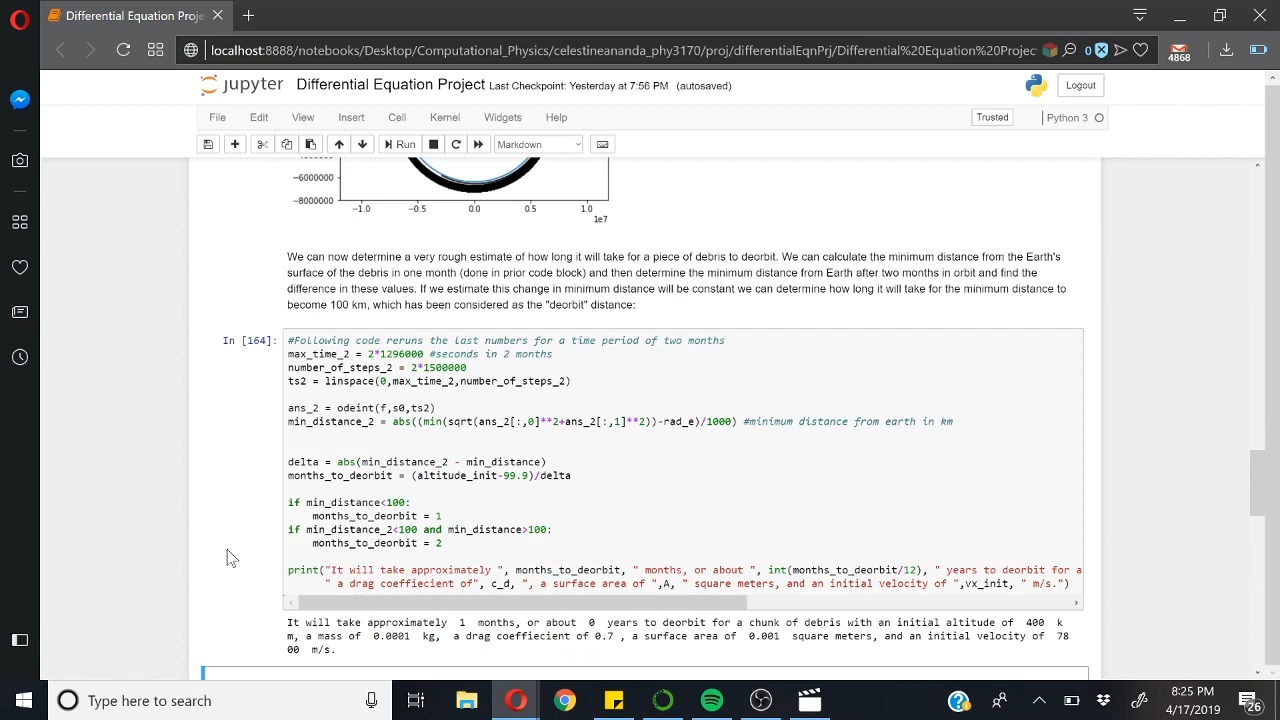 Differential Equation Proje
localhost:8888/notebooks/Desktop/Computational_Physics/celestineananda_phy3170/proj/differentialEqnPrj/Differential%20Equation%20Project
0
4868
jupyter Differential Equation Project Last Checkpoint: Yesterday at 7:56 PM (autosaved)
Logout
File Edit View Insert Cell Kernel Widgets Help
Trusted Python 3
Run Markdown
-6000000
-8000000
-1.0 -0.5 0.0 0.5 1.0
1e7
We can now determine a very rough estimate of how long it will take for a piece of debris to deorbit. We can calculate the minimum distance from the Earth's
surface of the debris in one month (done in prior code block) and then determine the minimum distance from Earth after two months in orbit and find the
difference in these values. If we estimate this change in minimum distance will be constant we can determine how long it will take for the minimum distance to
become 100 km, which has been considered as the "deorbit" distance:
In [164]:
#Following code reruns the last numbers for a time period of two months
max_time_2 = 2*1296000 #seconds in 2 months
number_of_steps_2 = 2*1500000
ts2 = linspace(0,max_time_2,number_of_steps_2)
ans_2 = odeint(f,s0,ts2)
min_distance_2 = abs((min(sqrt(ans_2[:,0]**2+ans_2[:,1]**2))-rad_e)/1000) #minimum distance from earth in km
delta = abs(min_distance_2 - min_distance)
months_to_deorbit = (altitude_init-99.9)/delta
if min_distance<100:
months_to_deorbit = 1
if min_distance_2<100 and min_distance>100:
months_to_deorbit = 2
print("It will take approximately ", months_to_deorbit, " months, or about ", int(months_to_deorbit/12), " years to deorbit for a
" a drag coeffiecient of", c_d, ", a surface area of ",A, " square meters, and an initial velocity of ",vx_init, " m/s.")
It will take approximately 1 months, or about 0 years to deorbit for a chunk of debris with an initial altitude of 400 k
m, a mass of 0.0001 kg, a drag coeffiecient of 0.7 , a surface area of 0.001 square meters, and an initial velocity of 78
00 m/s.
Type here to search
8:25 PM
4/17/2019
26